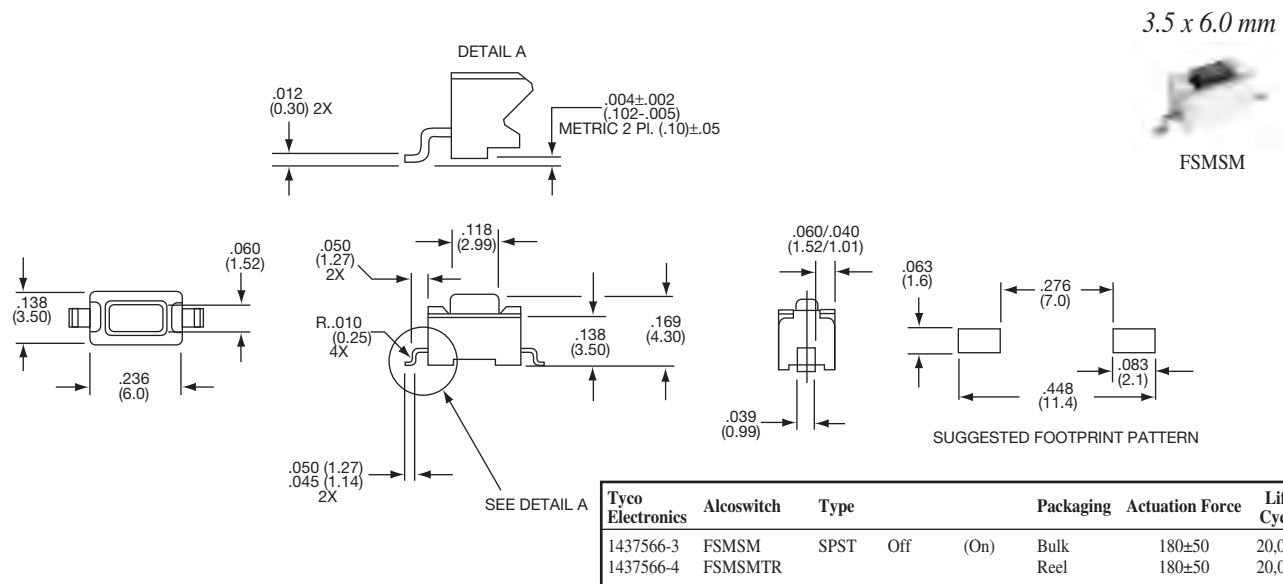 3.5 x 6.0 mm
DETAIL A
.012
(0.30) 2X
.004±.002
(.102-.005)
METRIC 2 Pl. (.10)±.05
FSMSM
.138
(3.50)
.060
(1.52)
.236
(6.0)
.050
(1.27)
2X
.118
(2.99)
R..010
(0.25)
4X
.138
(3.50)
.169
(4.30)
.050 (1.27)
.045 (1.14)
2X
SEE DETAIL A
.060/.040
(1.52/1.01)
.039
(0.99)
.063
(1.6)
.276
(7.0)
.083
(2.1)
.448
(11.4)
SUGGESTED FOOTPRINT PATTERN
Tyco Electronics Alcoswitch Type Packaging Actuation Force
1437566-3 FSMSM SPST Off (On) Bulk 180±50
1437566-4 FSMSMTR Reel 180±50